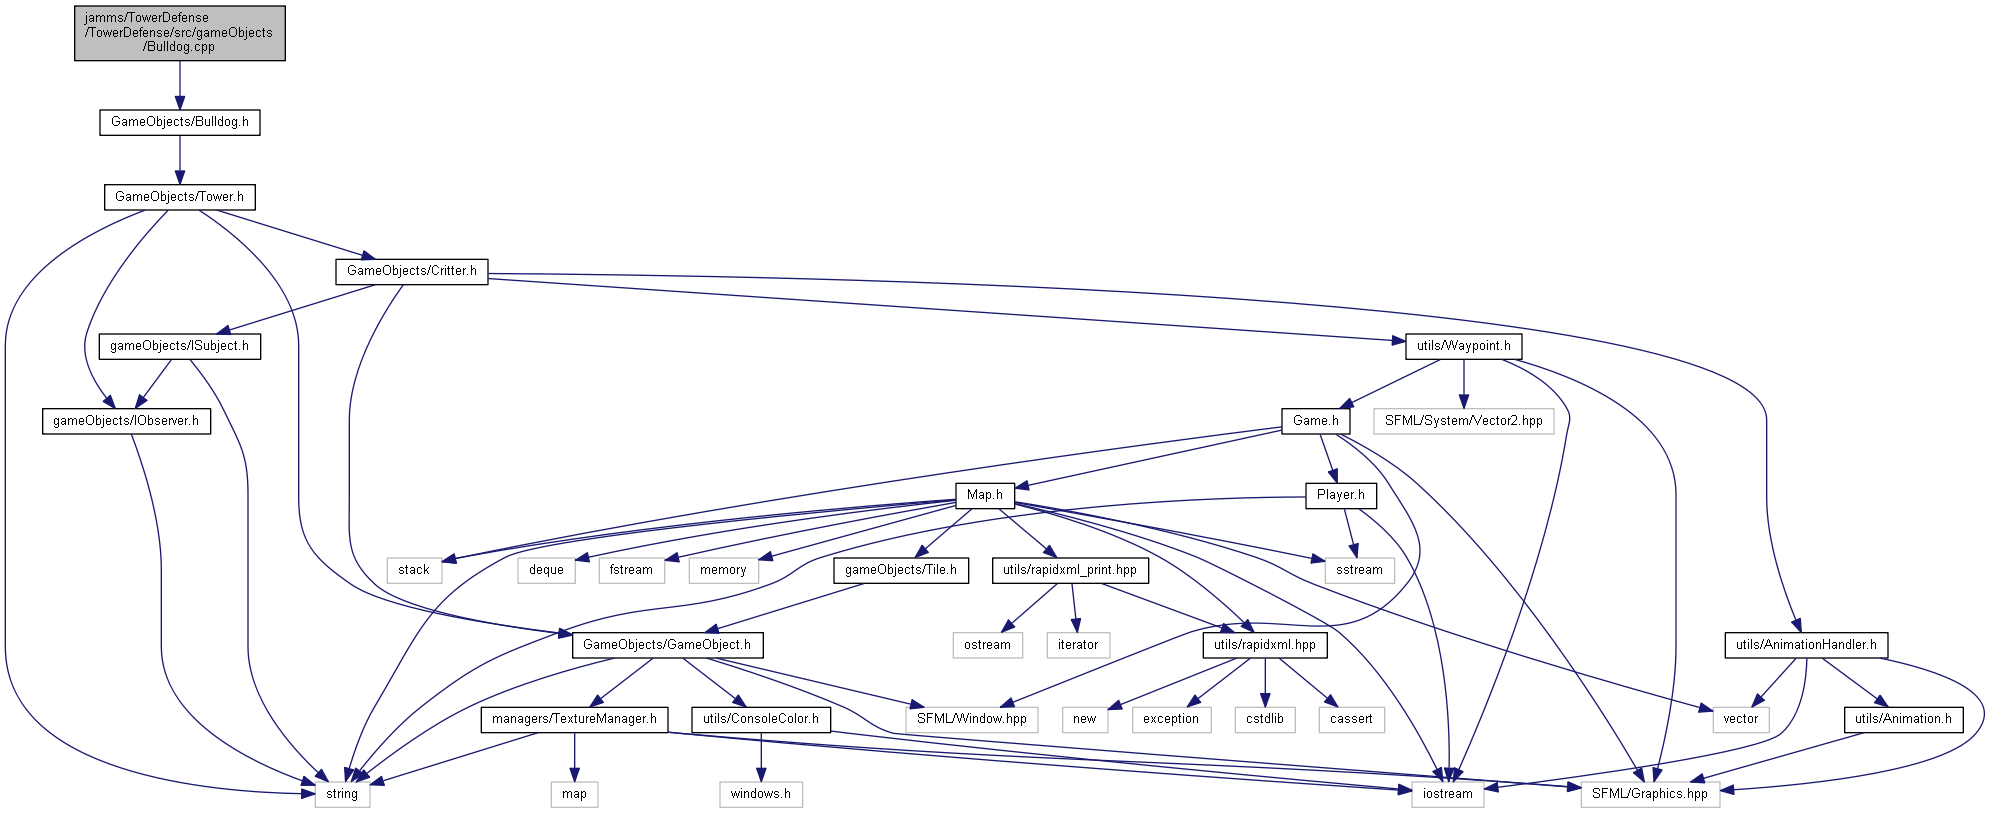 jamms/TowerDefense
/TowerDefense/src/gameObjects
/Bulldog.cpp
GameObjects/Bulldog.h
GameObjects/Tower.h
GameObjects/Critter.h
gameObjects/ISubject.h
utils/Waypoint.h
gameObjects/IObserver.h
Game.h
SFML/System/Vector2.hpp
Map.h
Player.h
stack
deque
fstream
memory
gameObjects/Tile.h
utils/rapidxml_print.hpp
sstream
GameObjects/GameObject.h
ostream
iterator
utils/rapidxml.hpp
utils/AnimationHandler.h
managers/TextureManager.h
utils/ConsoleColor.h
SFML/Window.hpp
new
exception
cstdlib
cassert
vector
utils/Animation.h
string
map
windows.h
iostream
SFML/Graphics.hpp